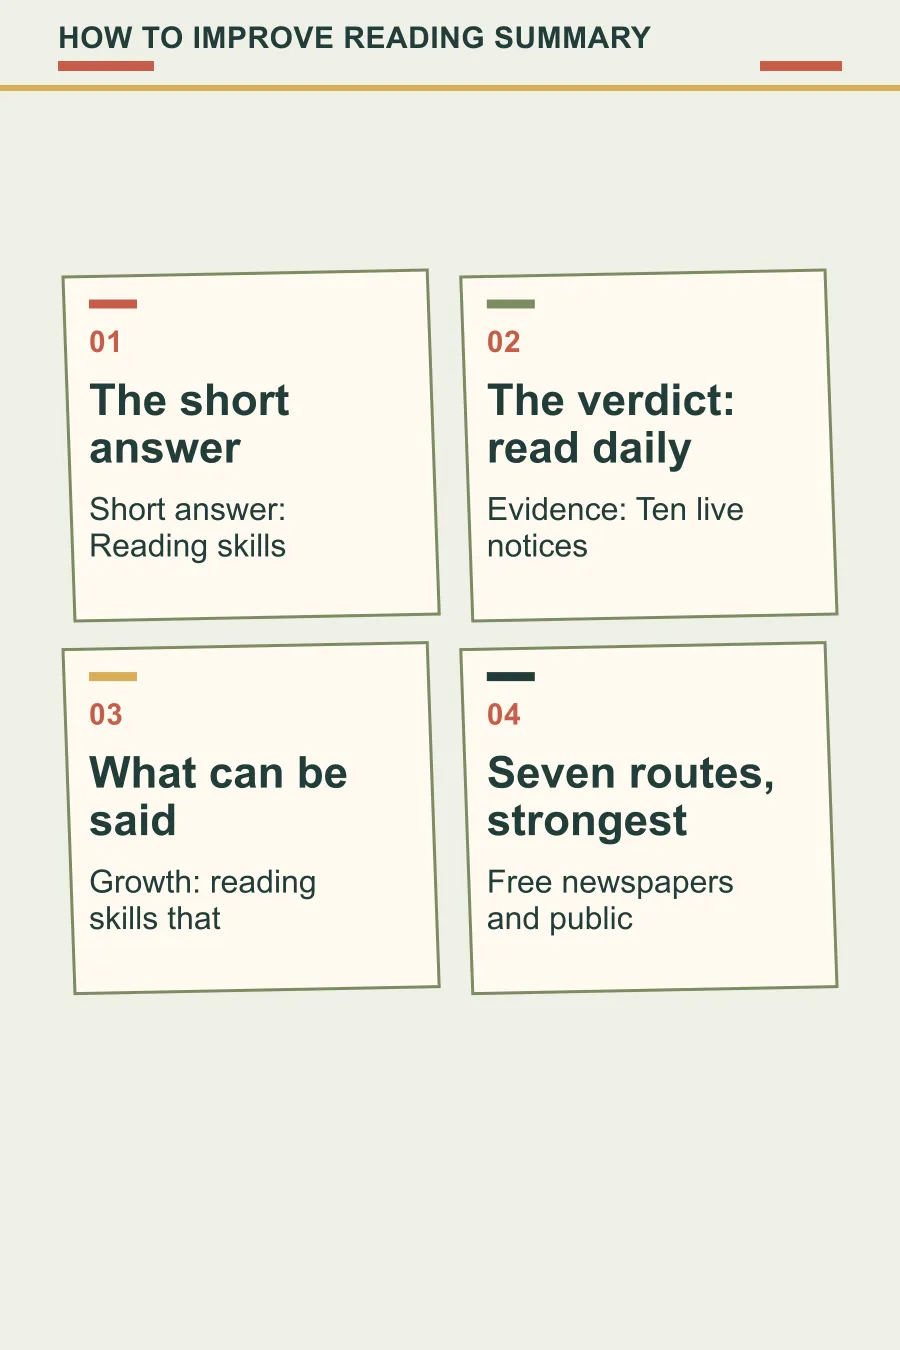 HOW TO IMPROVE READING SUMMARY
01
The short
answer
Short answer:
Reading skills
02
The verdict:
read daily
Evidence: Ten live
notices
03
What can be
said
Growth: reading
skills that
04
Seven routes,
strongest
Free newspapers
and public